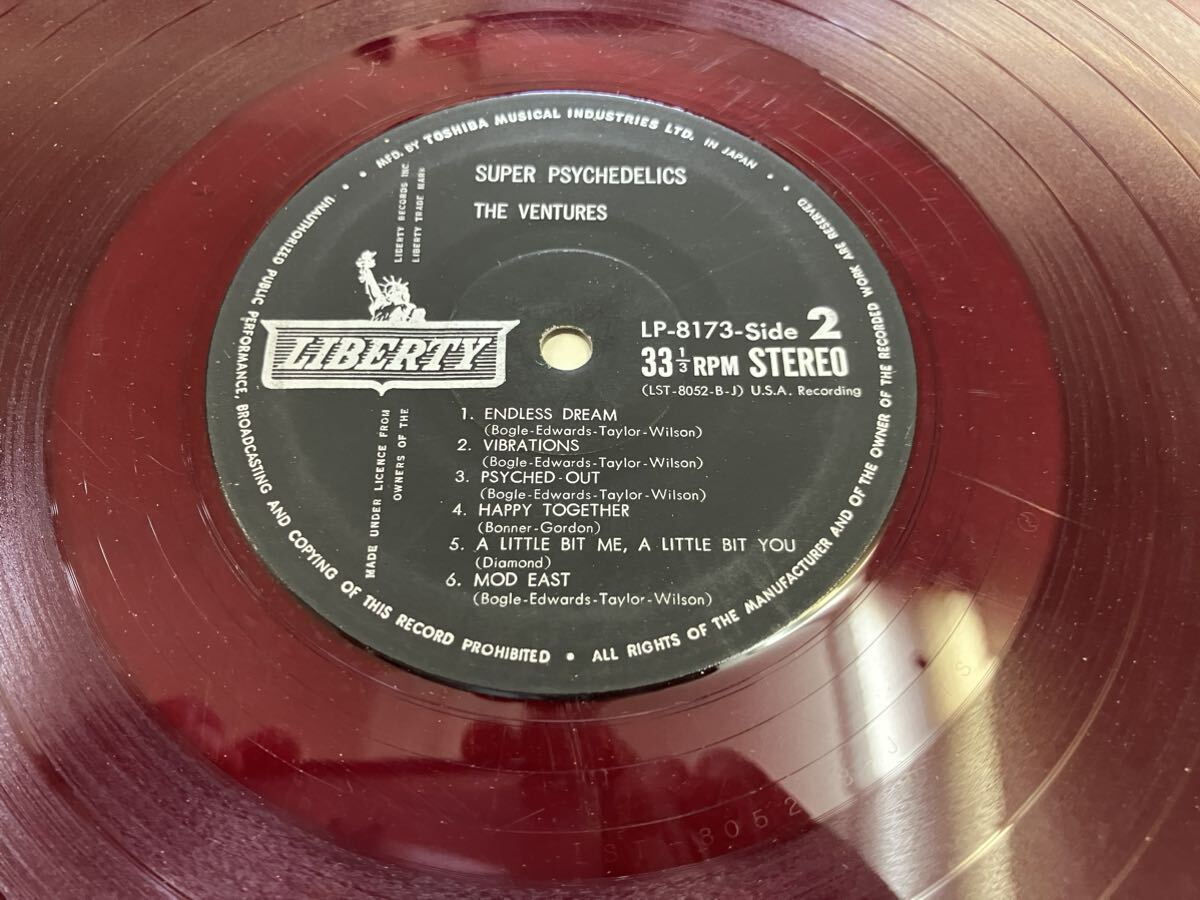 MFD. BY TOSHIBA MUSICAL INDUSTRIES LTD. IN JAPAN
SUPER PSYCHEDELICS
THE VENTURES
LIBERTY RECORDS INC.
LIBERTY TRADE MARK
LIBERTY
LP-8173-Side 2
33 1/3 RPM STEREO
(LST-8052-B-J) U.S.A. Recording
MADE UNDER LICENCE FROM
OWNERS OF THE
1. ENDLESS DREAM
(Bogle-Edwards-Taylor-Wilson)
2. VIBRATIONS
(Bogle-Edwards-Taylor-Wilson)
3. PSYCHED-OUT
(Bogle-Edwards-Taylor-Wilson)
4. HAPPY TOGETHER
(Bonner-Gordon)
5. A LITTLE BIT ME, A LITTLE BIT YOU
(Diamond)
6. MOD EAST
(Bogle-Edwards-Taylor-Wilson)
ALL RIGHTS OF THE MANUFACTURER AND OF THE OWNER OF THE RECORDED WORK ARE RESERVED
UNAUTHORIZED PUBLIC PERFORMANCE, BROADCASTING AND COPYING OF THIS RECORD PROHIBITED
LST-8052
J
S